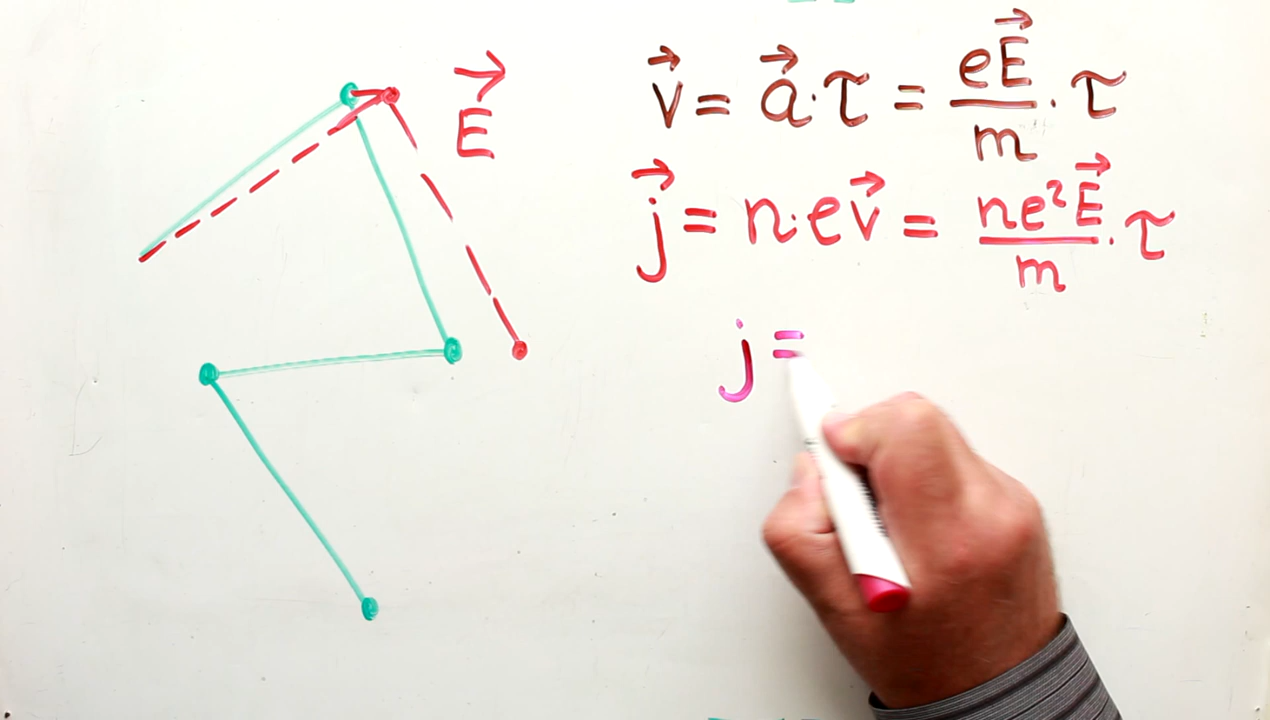 E⃗
v⃗ = a⃗·τ = eE⃗/m · τ
j⃗ = n·ev⃗ = ne²E⃗/m · τ
j =